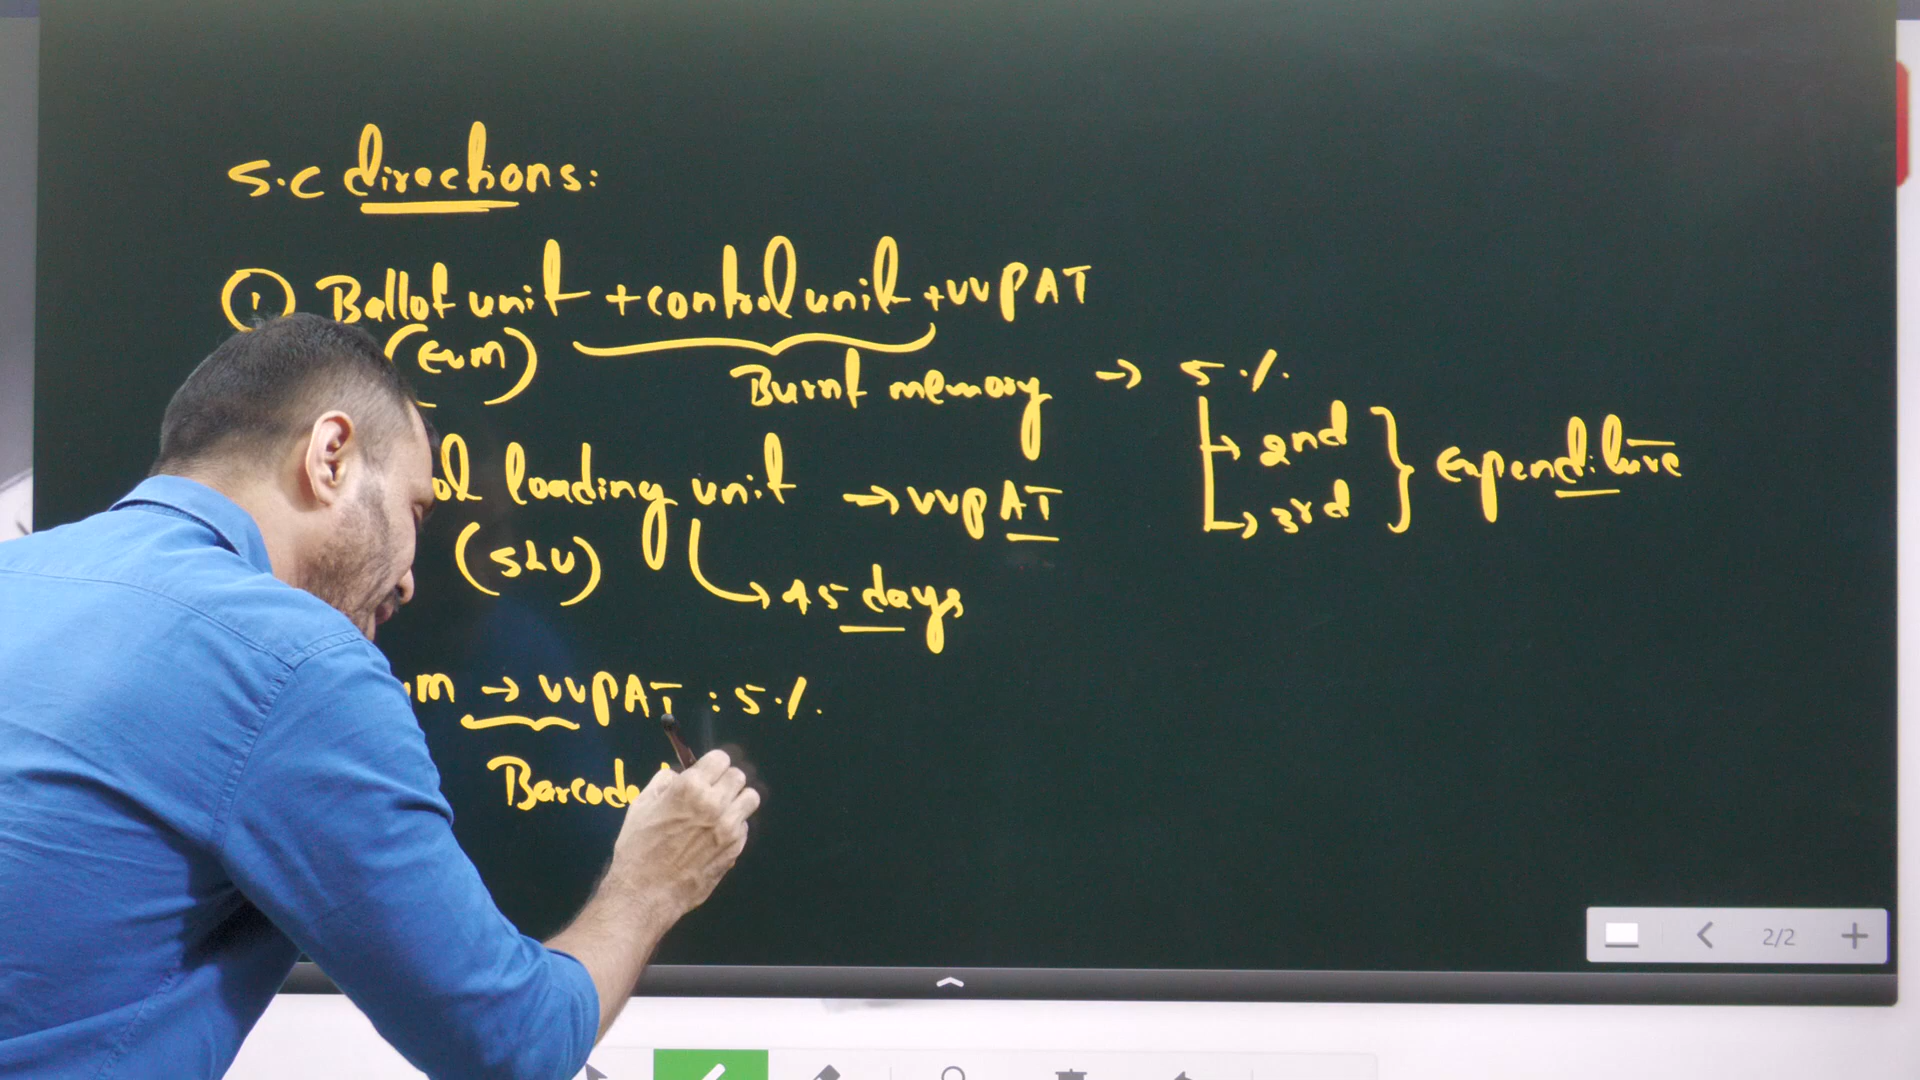 S.C directions:
① Ballot unit + control unit + VVPAT
(EVM)
Burnt memory → 5%.
→ 2nd
→ 3rd
Expenditure
ol loading unit → VVPAT
(SLU)
→ 45 days
m → VVPAT : 5%.
Barcode
2/2